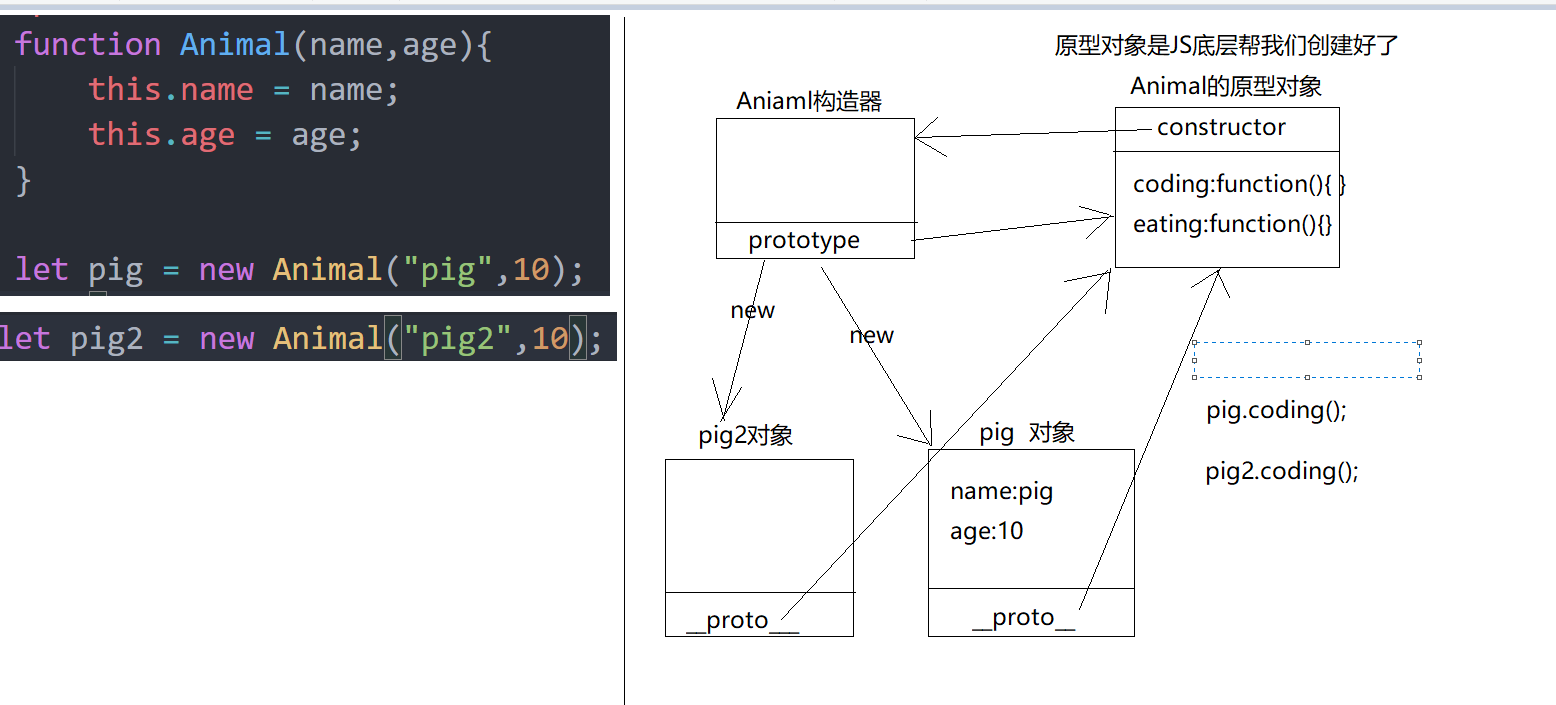 function Animal(name,age){
this.name = name;
this.age = age;
}
let pig = new Animal("pig",10);
let pig2 = new Animal("pig2",10);
原型对象是JS底层帮我们创建好了
Animal的原型对象
Aniaml构造器
constructor
coding:function(){ }
eating:function(){}
prototype
new
new
pig.coding();
pig2对象
pig 对象
pig2.coding();
name:pig
age:10
__proto___
__proto__